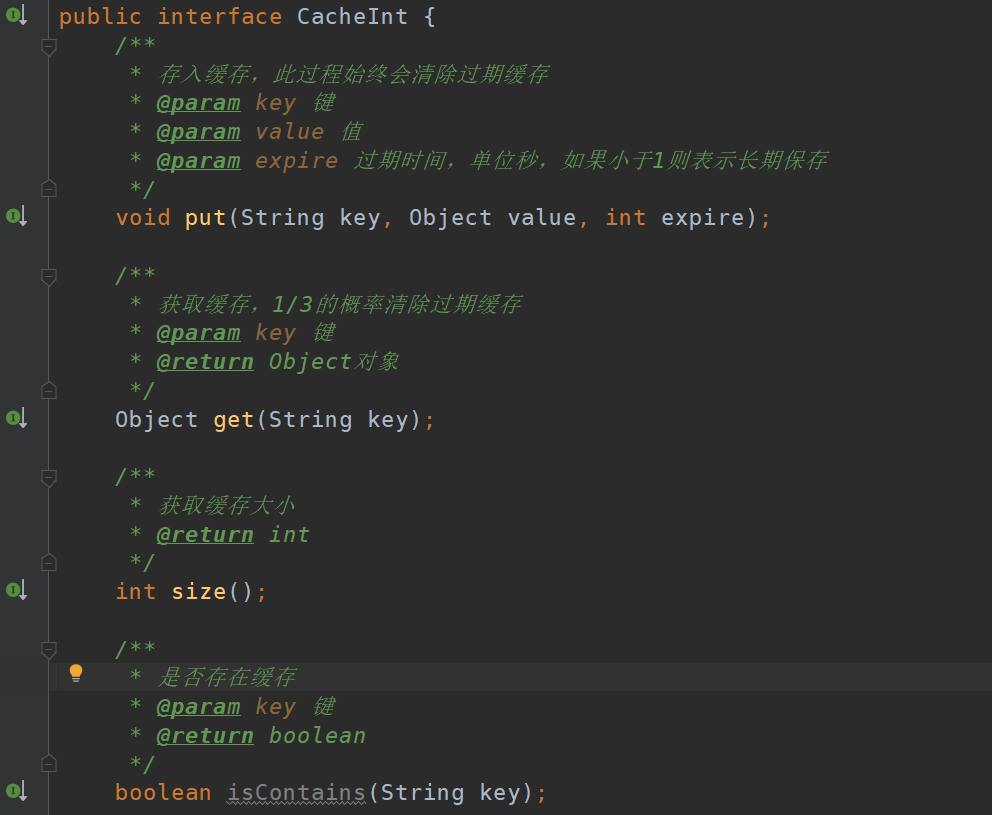 public interface CacheInt {
/**
* 存入缓存，此过程始终会清除过期缓存
* @param key 键
* @param value 值
* @param expire 过期时间，单位秒，如果小于1则表示长期保存
*/
void put(String key, Object value, int expire);
/**
* 获取缓存，1/3的概率清除过期缓存
* @param key 键
* @return Object对象
*/
Object get(String key);
/**
* 获取缓存大小
* @return int
*/
int size();
/**
* 是否存在缓存
* @param key 键
* @return boolean
*/
boolean isContains(String key);